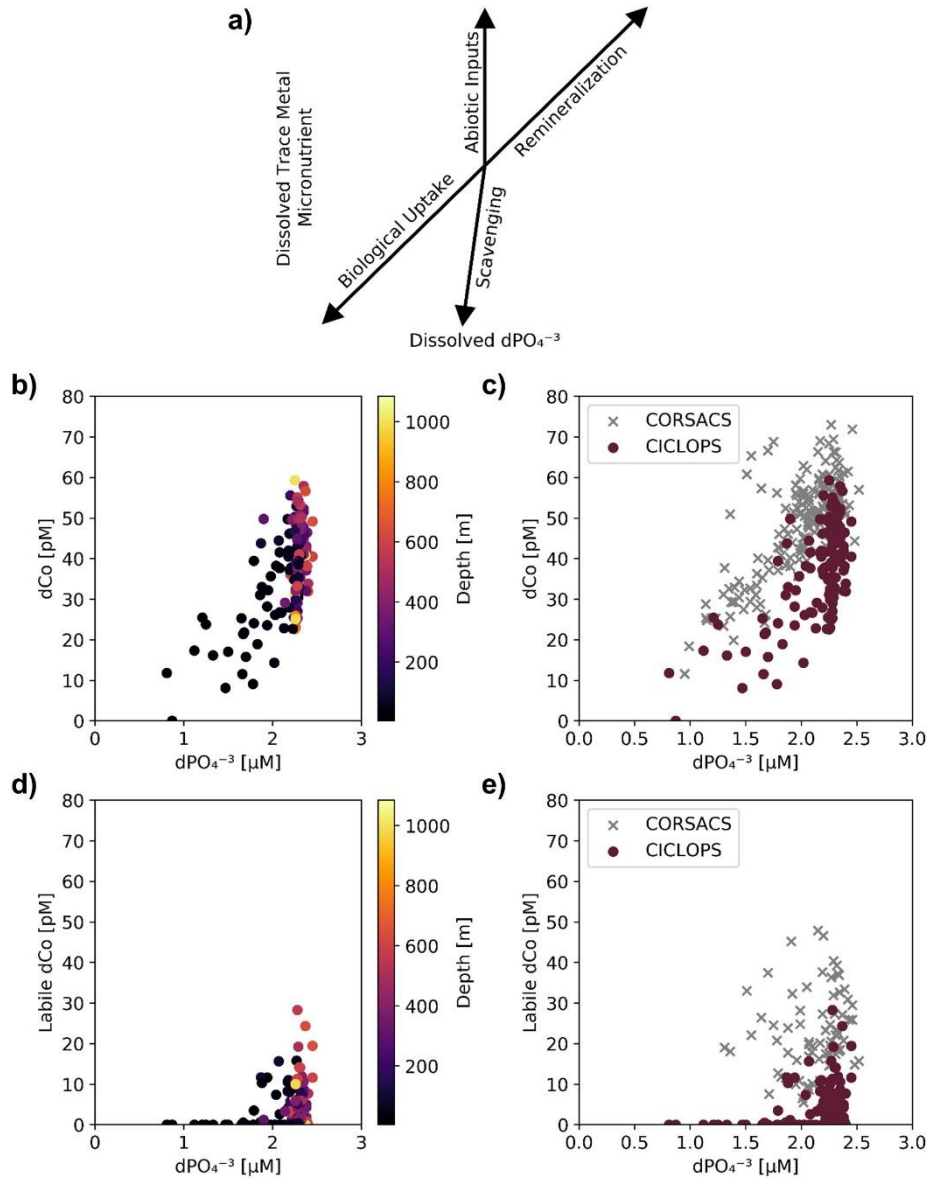 a)
Dissolved Trace Metal
Micronutrient
Abiotic Inputs
Remineralization
Biological Uptake
Scavenging
Dissolved dPO₄⁻³
b)
80
70
60
50
40
30
20
10
0
dCo [pM]
0
1
2
3
dPO₄⁻³ [µM]
1000
800
600
400
200
Depth [m]
c)
80
70
60
50
40
30
20
10
0
dCo [pM]
CORSACS
CICLOPS
0.0
0.5
1.0
1.5
2.0
2.5
3.0
dPO₄⁻³ [µM]
d)
80
70
60
50
40
30
20
10
0
Labile dCo [pM]
0
1
2
3
dPO₄⁻³ [µM]
1000
800
600
400
200
Depth [m]
e)
80
70
60
50
40
30
20
10
0
Labile dCo [pM]
CORSACS
CICLOPS
0.0
0.5
1.0
1.5
2.0
2.5
3.0
dPO₄⁻³ [µM]